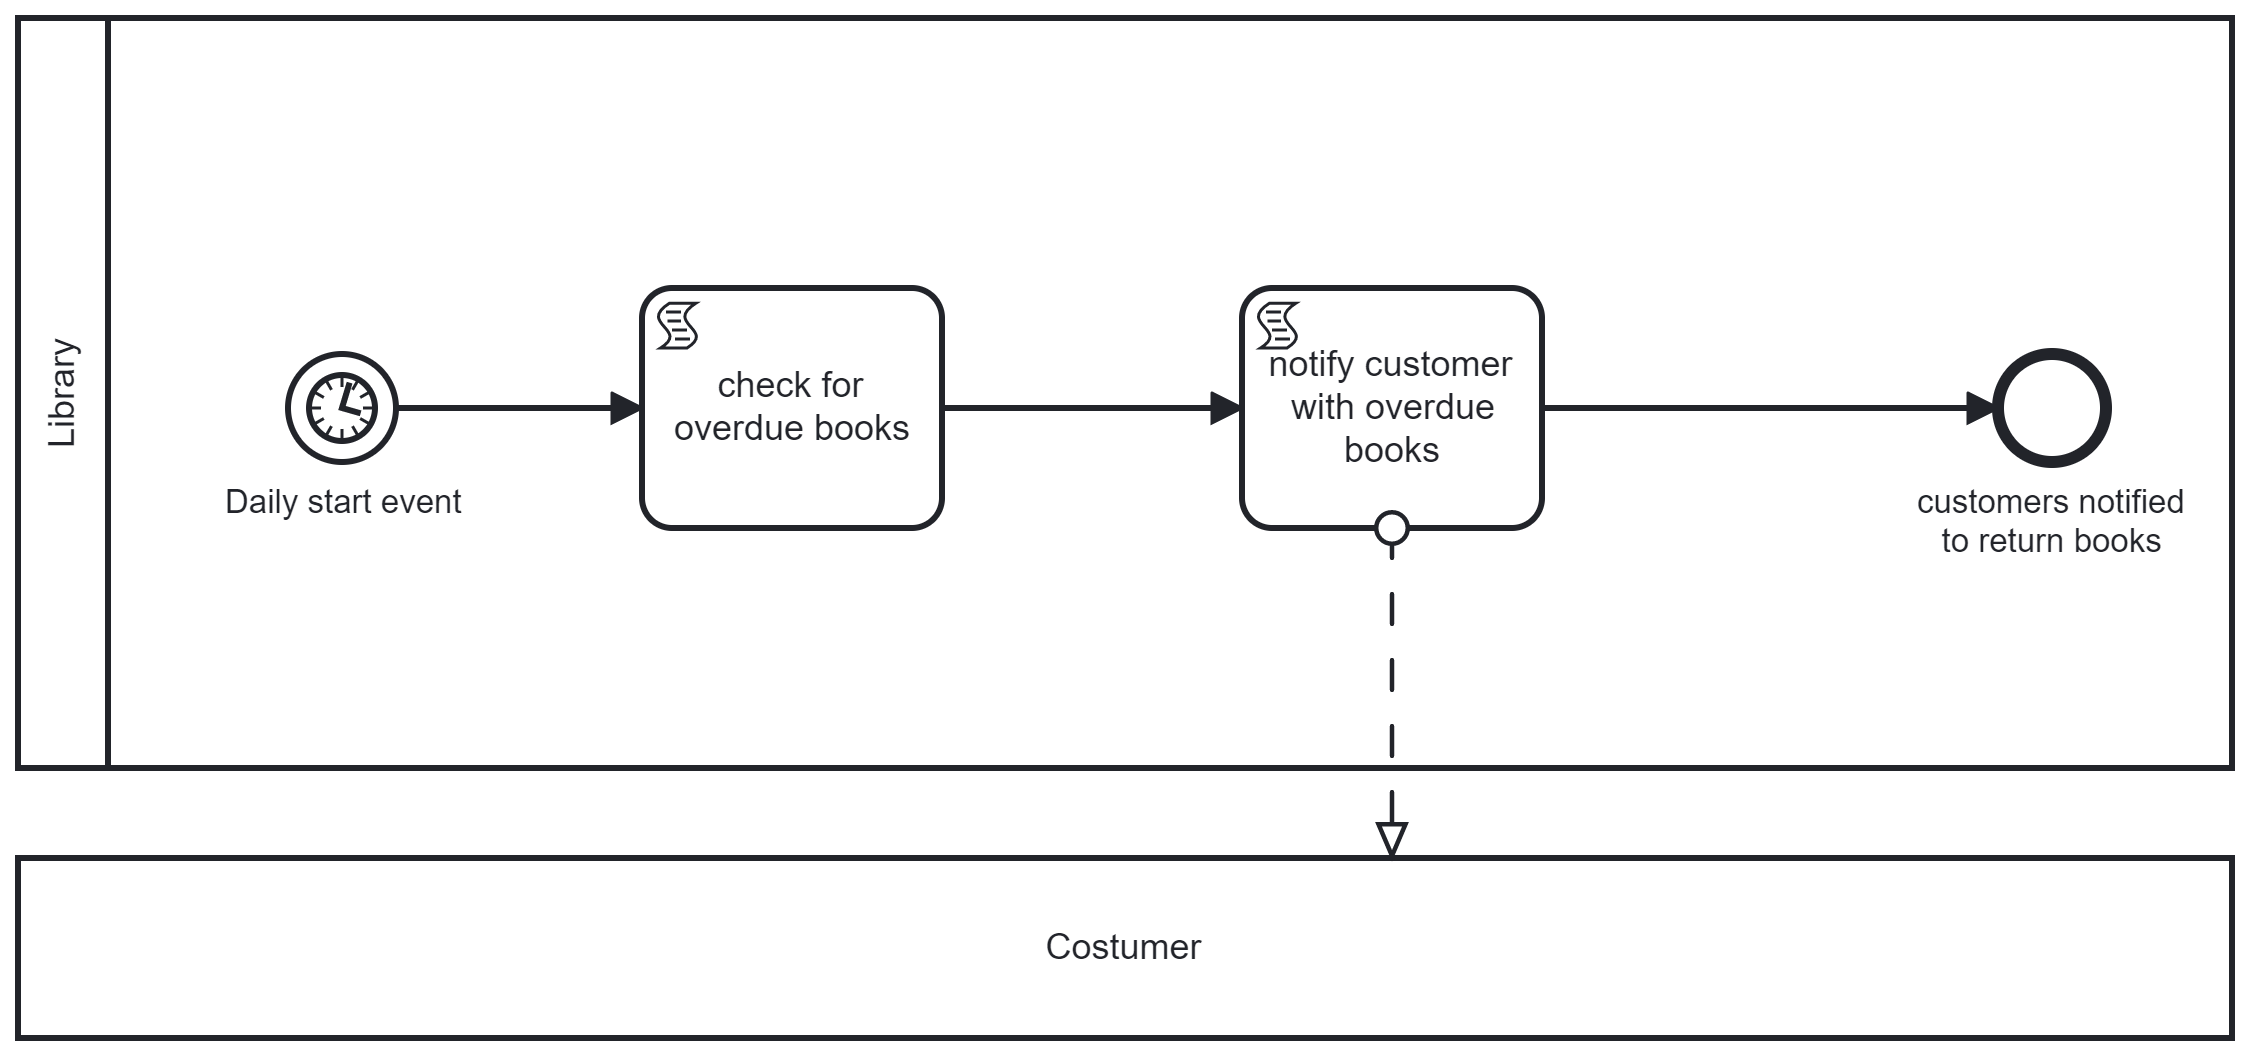 Library
Daily start event
check for
overdue books
notify customer
with overdue
books
customers notified
to return books
Costumer